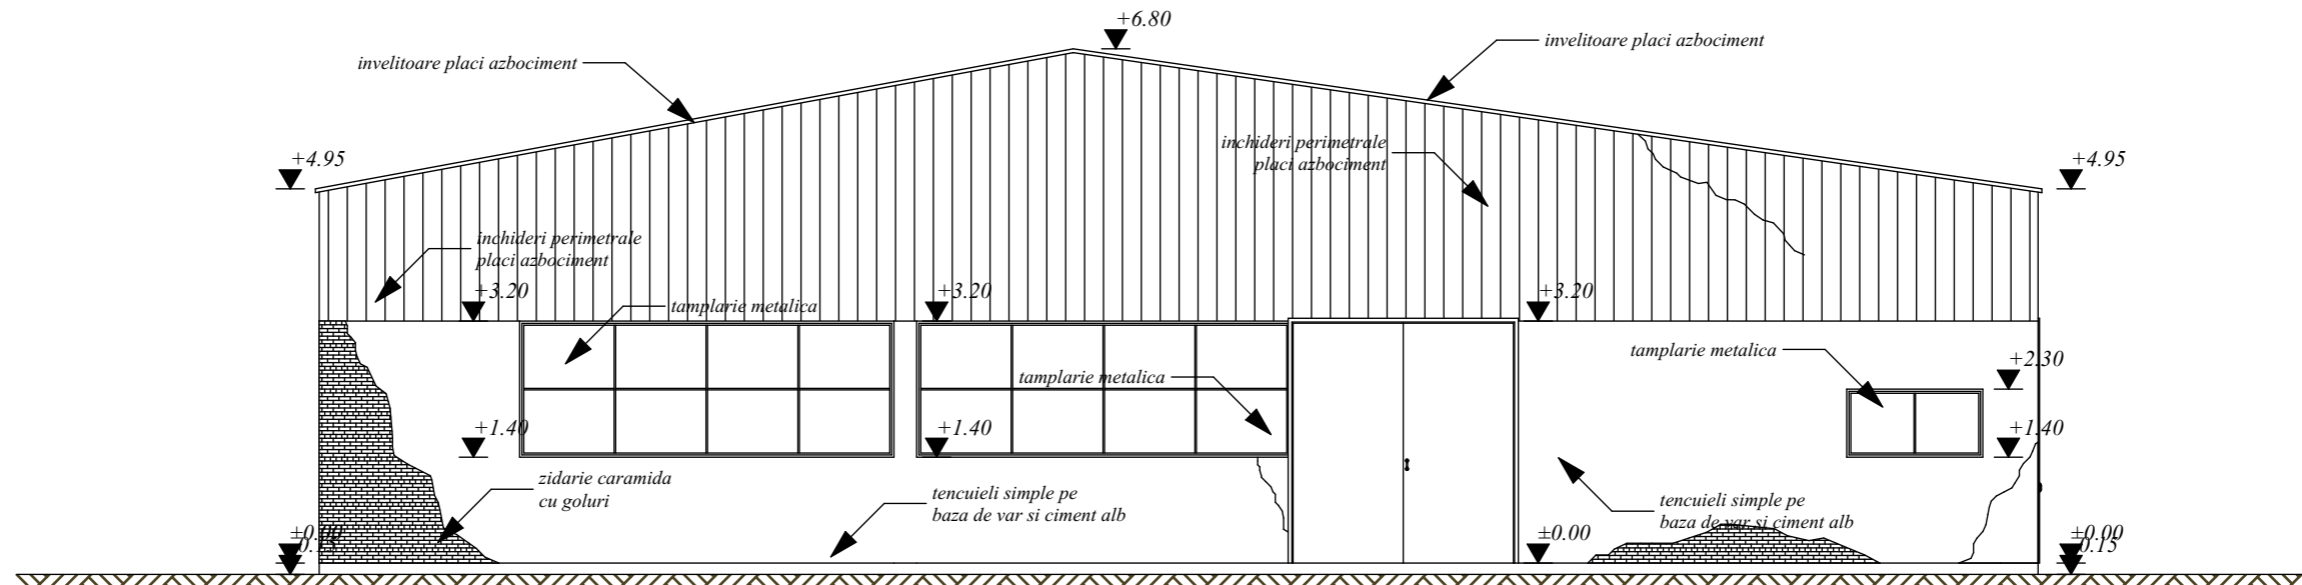 +6.80
invelitoare placi azbociment
invelitoare placi azbociment
inchideri perimetrale
placi azbociment
+4.95
+4.95
inchideri perimetrale
placi azbociment
+3.20
+3.20
+3.20
tamplarie metalica
tamplarie metalica
+2.30
tamplarie metalica
+1.40
+1.40
+1.40
zidarie caramida
cu goluri
tencuieli simple pe
baza de var si ciment alb
tencuieli simple pe
baza de var si ciment alb
±0.00
0.15
±0.00
±0.00
0.15